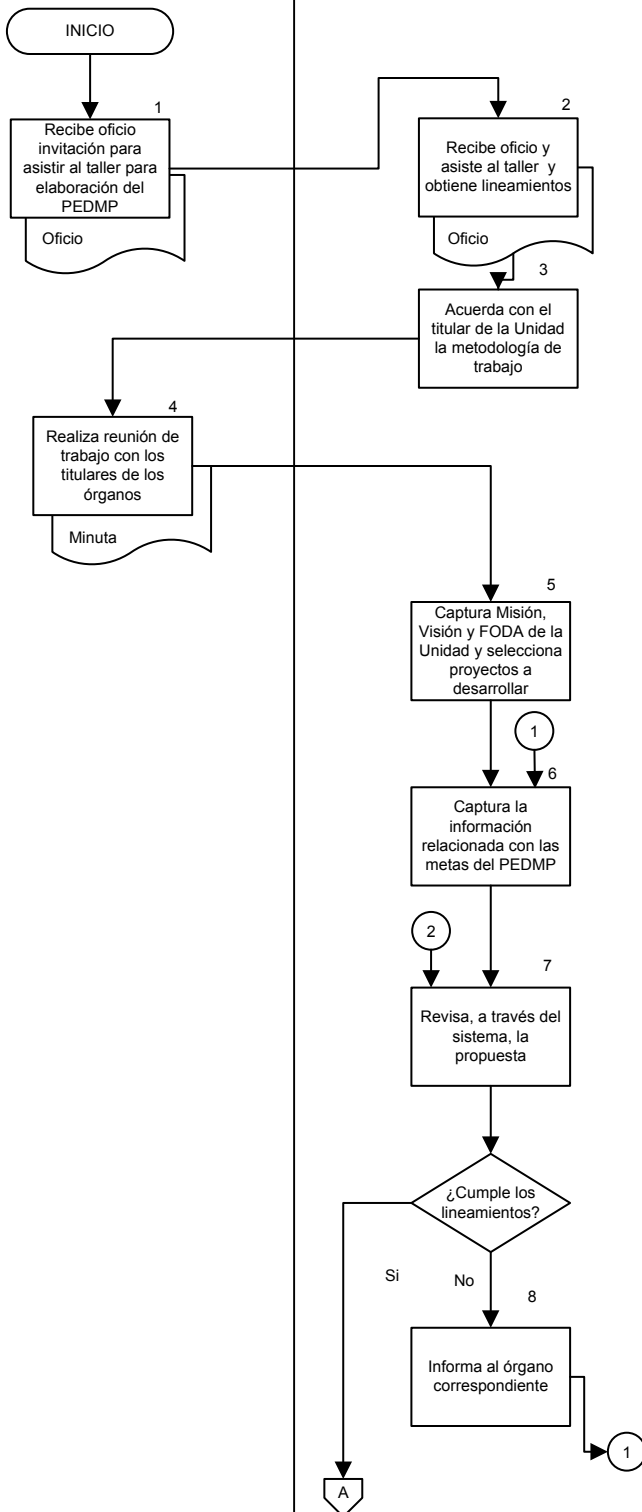 INICIO
1
Recibe oficio
invitación para
asistir al taller para
elaboración del
PEDMP
Oficio
2
Recibe oficio y
asiste al taller y
obtiene lineamientos
Oficio
3
Acuerda con el
titular de la Unidad
la metodología de
trabajo
4
Realiza reunión de
trabajo con los
titulares de los
órganos
Minuta
5
Captura Misión,
Visión y FODA de la
Unidad y selecciona
proyectos a
desarrollar
1
6
Captura la
información
relacionada con las
metas del PEDMP
2
7
Revisa, a través del
sistema, la
propuesta
¿Cumple los
lineamientos?
Si
No
8
Informa al órgano
correspondiente
1
A